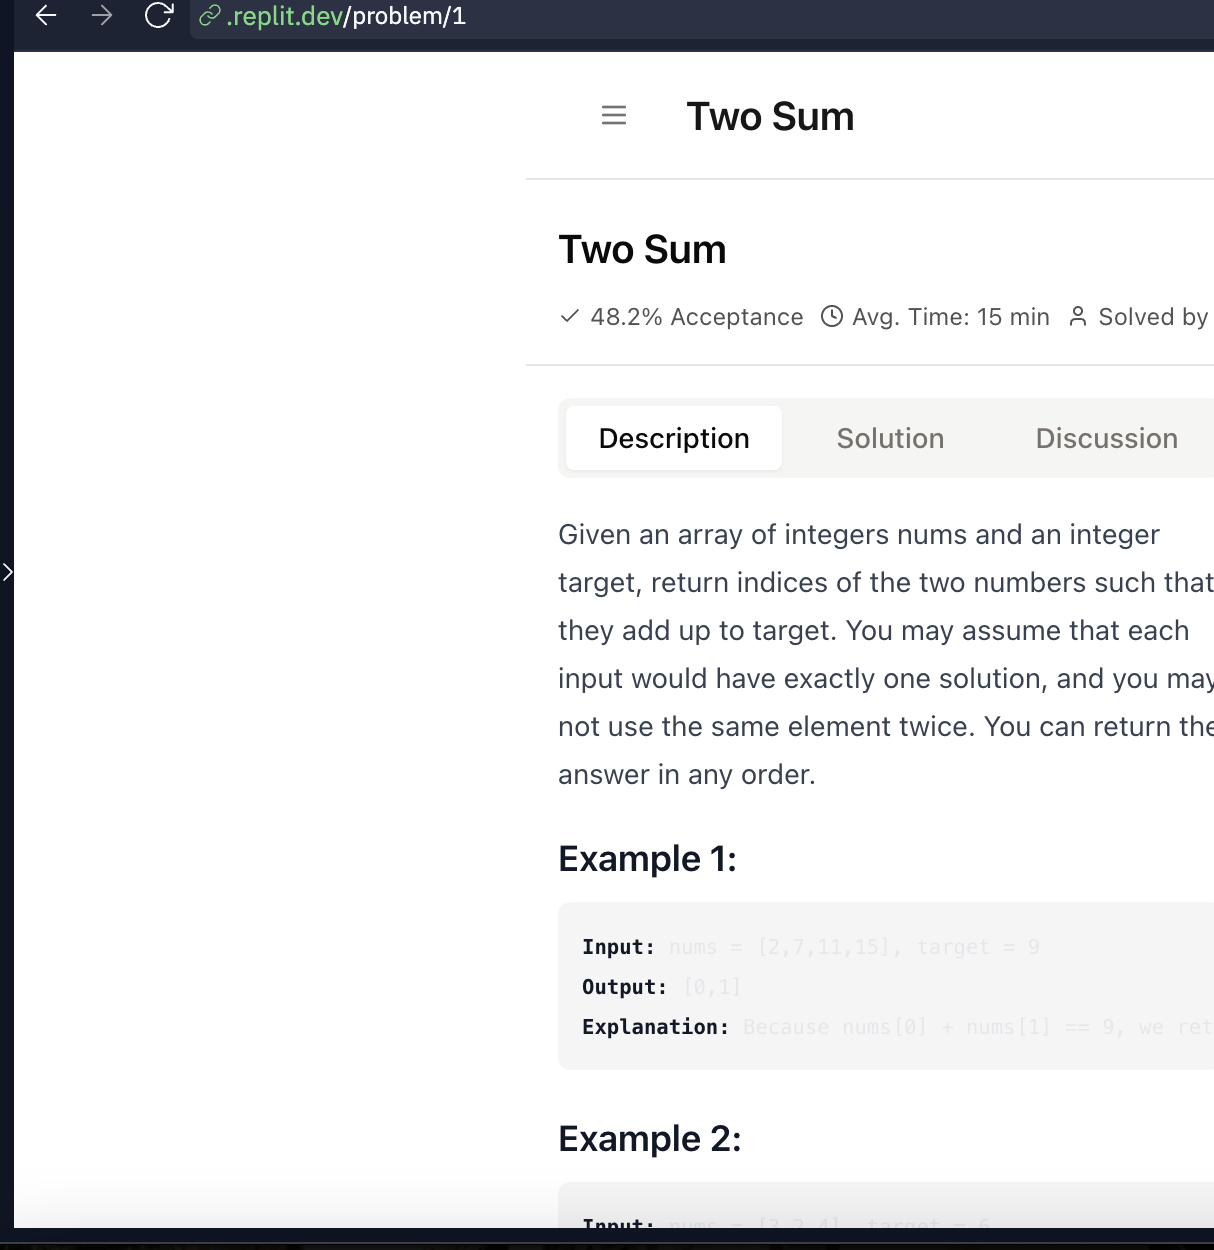 .replit.dev/problem/1
Two Sum
Two Sum
48.2% Acceptance Avg. Time: 15 min Solved by
Description Solution Discussion
Given an array of integers nums and an integer
target, return indices of the two numbers such that
they add up to target. You may assume that each
input would have exactly one solution, and you may
not use the same element twice. You can return the
answer in any order.
Example 1:
Input: nums = [2,7,11,15], target = 9
Output: [0,1]
Explanation: Because nums[0] + nums[1] == 9, we ret
Example 2:
Input: nums = [3,2,4], target = 6